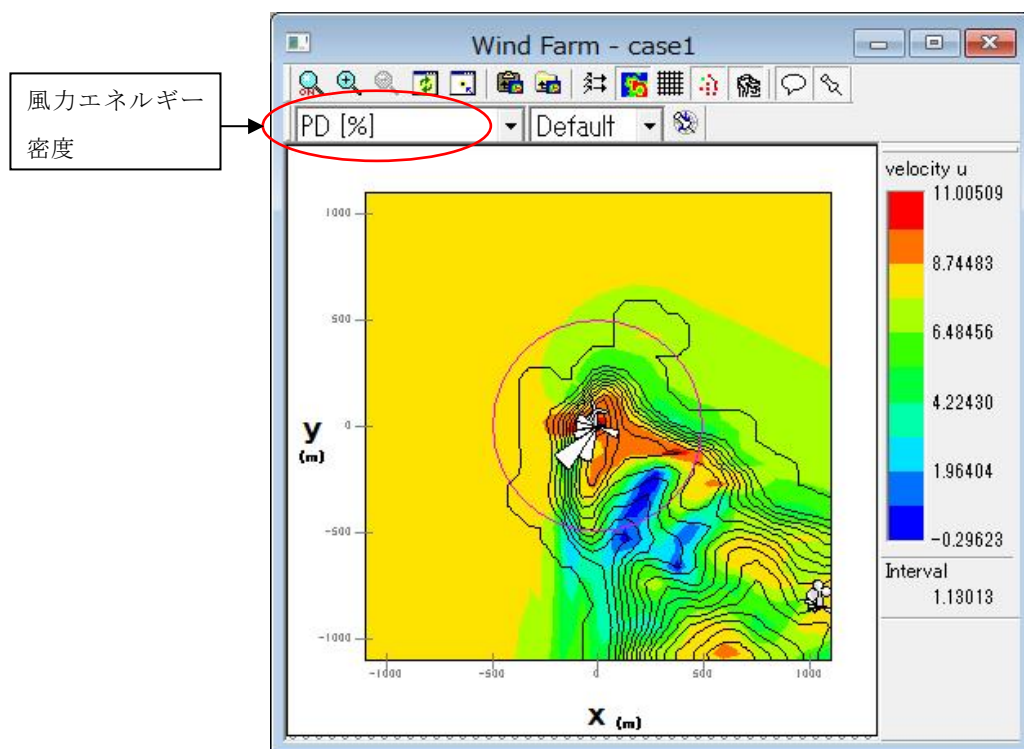 風力エネルギー
密度
Wind Farm - case1
PD [%]
Default
velocity u
11.00509
8.74483
6.48456
4.22430
1.96404
-0.29623
Interval
1.13013
1000
500
0
-500
-1000
y
(m)
-1000
-500
0
500
1000
x (m)